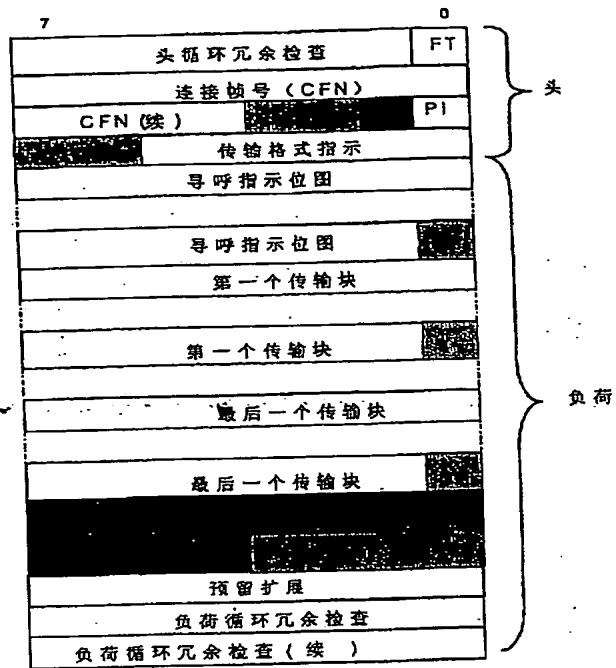 7 0
头循环冗余检查 FT
连接帧号(CFN)
CFN(续) PI
头
传输格式指示
寻呼指示位图
寻呼指示位图
第一个传输块
第一个传输块
负荷
最后一个传输块
最后一个传输块
预留扩展
负荷循环冗余检查
负荷循环冗余检查(续)